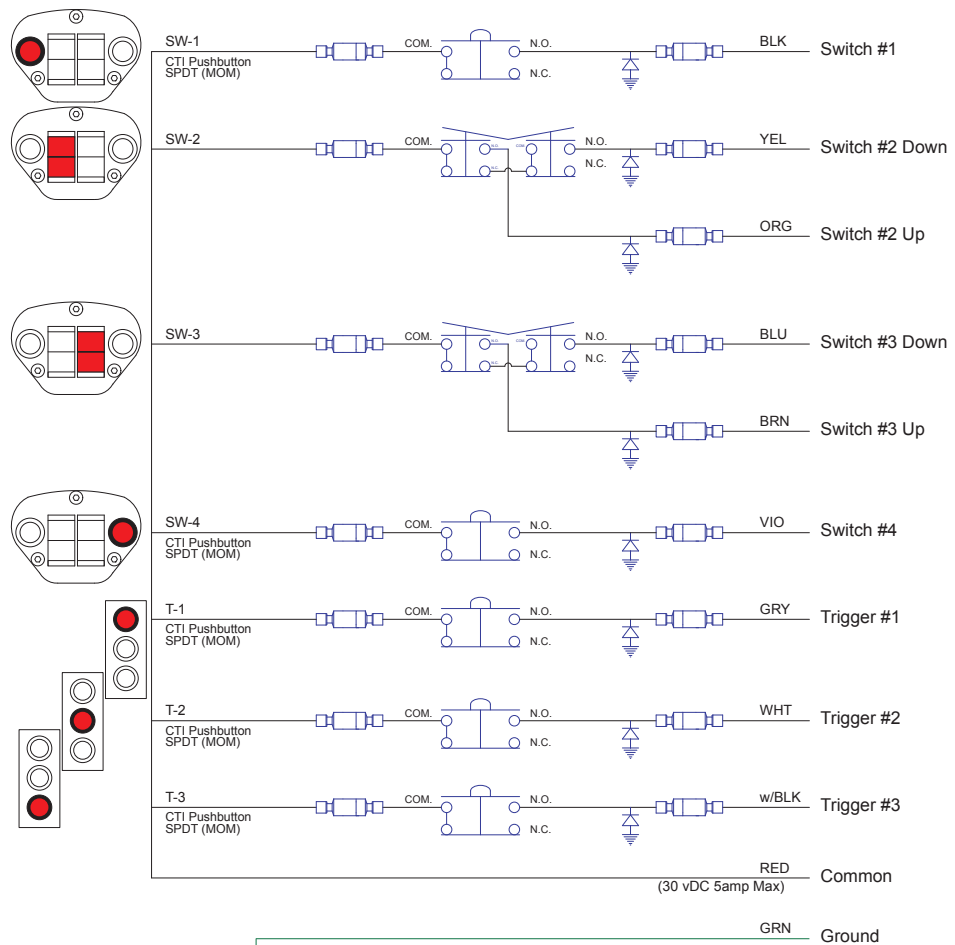 SW-1 COM. N.O. BLK Switch #1
CTI Pushbutton
SPDT (MOM) N.C.
SW-2 COM. N.O. COM N.O. YEL Switch #2 Down
N.C. N.C.
ORG Switch #2 Up
SW-3 COM. N.O. COM N.O. BLU Switch #3 Down
N.C. N.C.
BRN Switch #3 Up
SW-4 COM. N.O. VIO Switch #4
CTI Pushbutton
SPDT (MOM) N.C.
T-1 COM. N.O. GRY Trigger #1
CTI Pushbutton
SPDT (MOM) N.C.
T-2 COM. N.O. WHT Trigger #2
CTI Pushbutton
SPDT (MOM) N.C.
T-3 COM. N.O. w/BLK Trigger #3
CTI Pushbutton
SPDT (MOM) N.C.
RED Common
(30 vDC 5amp Max)
GRN Ground